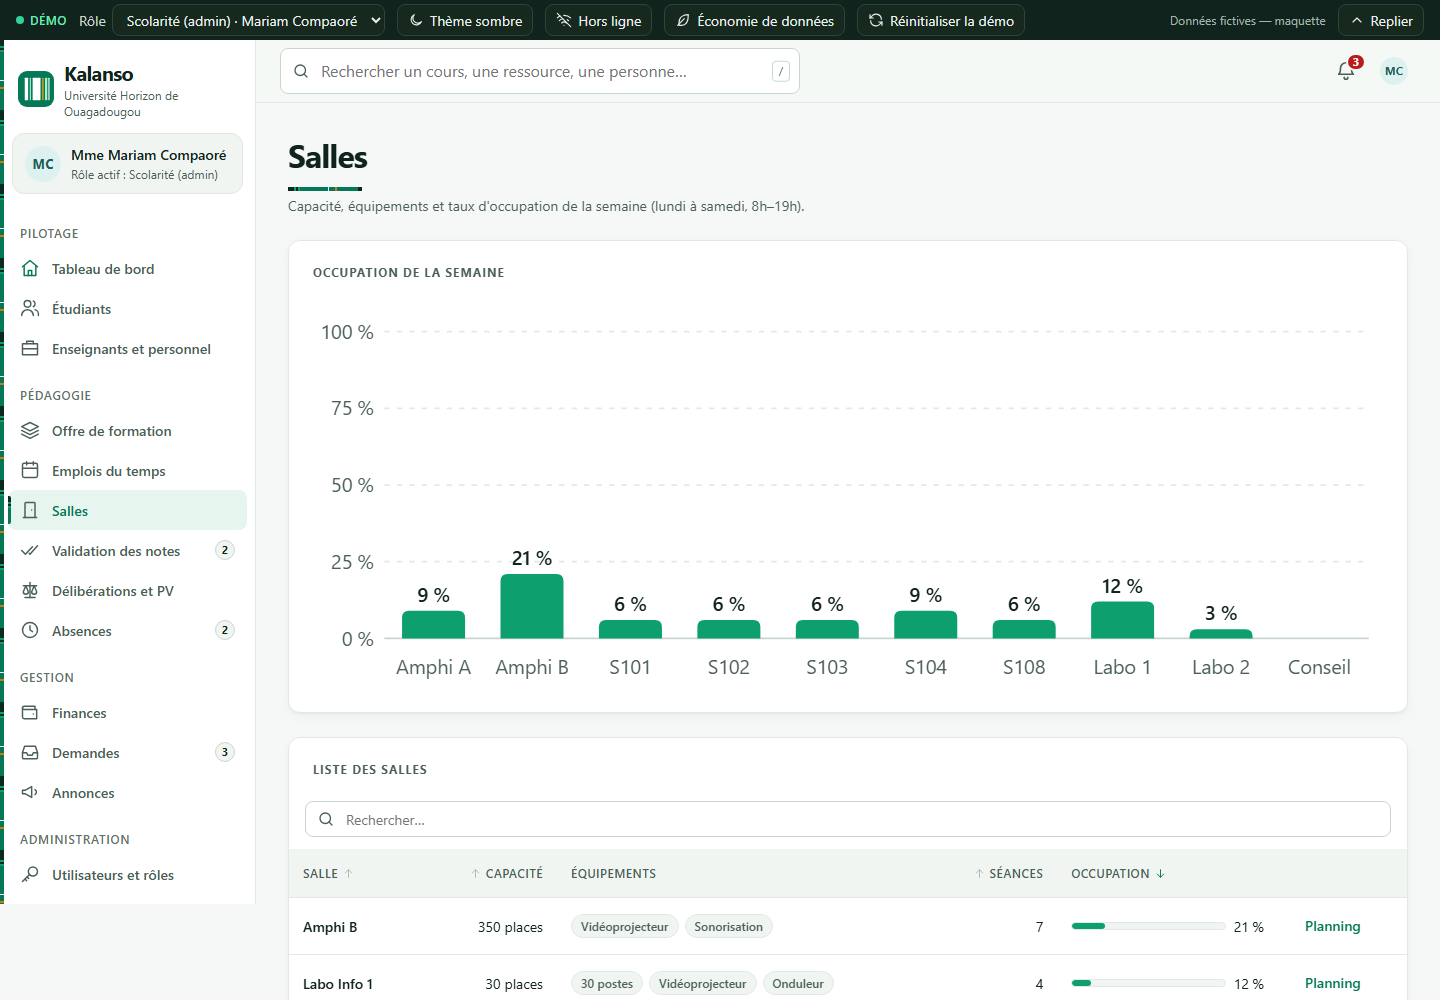 DÉMO Rôle Scolarité (admin) · Mariam Compaoré Thème sombre Hors ligne Économie de données Réinitialiser la démo Données fictives — maquette Replier
Kalanso
Université Horizon de
Ouagadougou
Rechercher un cours, une ressource, une personne... /
3
MC
MC
Mme Mariam Compaoré
Rôle actif : Scolarité (admin)
PILOTAGE
Tableau de bord
Étudiants
Enseignants et personnel
PÉDAGOGIE
Offre de formation
Emplois du temps
Salles
Validation des notes 2
Délibérations et PV
Absences 2
GESTION
Finances
Demandes 3
Annonces
ADMINISTRATION
Utilisateurs et rôles
Salles
Capacité, équipements et taux d'occupation de la semaine (lundi à samedi, 8h–19h).
OCCUPATION DE LA SEMAINE
100 %
75 %
50 %
25 %
0 %
9 % 21 % 6 % 6 % 6 % 9 % 6 % 12 % 3 %
Amphi A Amphi B S101 S102 S103 S104 S108 Labo 1 Labo 2 Conseil
LISTE DES SALLES
Rechercher...
SALLE ↑ ↑ CAPACITÉ ÉQUIPEMENTS ↑ SÉANCES OCCUPATION ↓
Amphi B 350 places Vidéoprojecteur Sonorisation 7 21 % Planning
Labo Info 1 30 places 30 postes Vidéoprojecteur Onduleur 4 12 % Planning